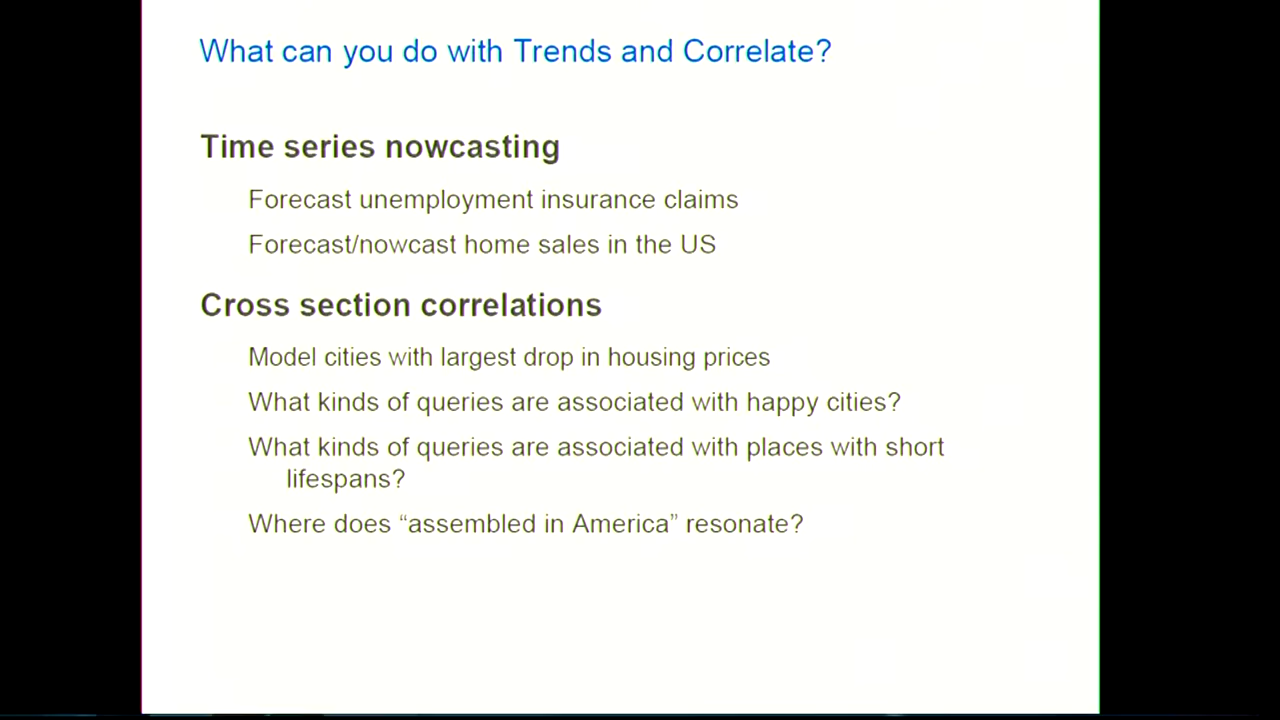 What can you do with Trends and Correlate?
Time series nowcasting
Forecast unemployment insurance claims
Forecast/nowcast home sales in the US
Cross section correlations
Model cities with largest drop in housing prices
What kinds of queries are associated with happy cities?
What kinds of queries are associated with places with short
lifespans?
Where does “assembled in America” resonate?